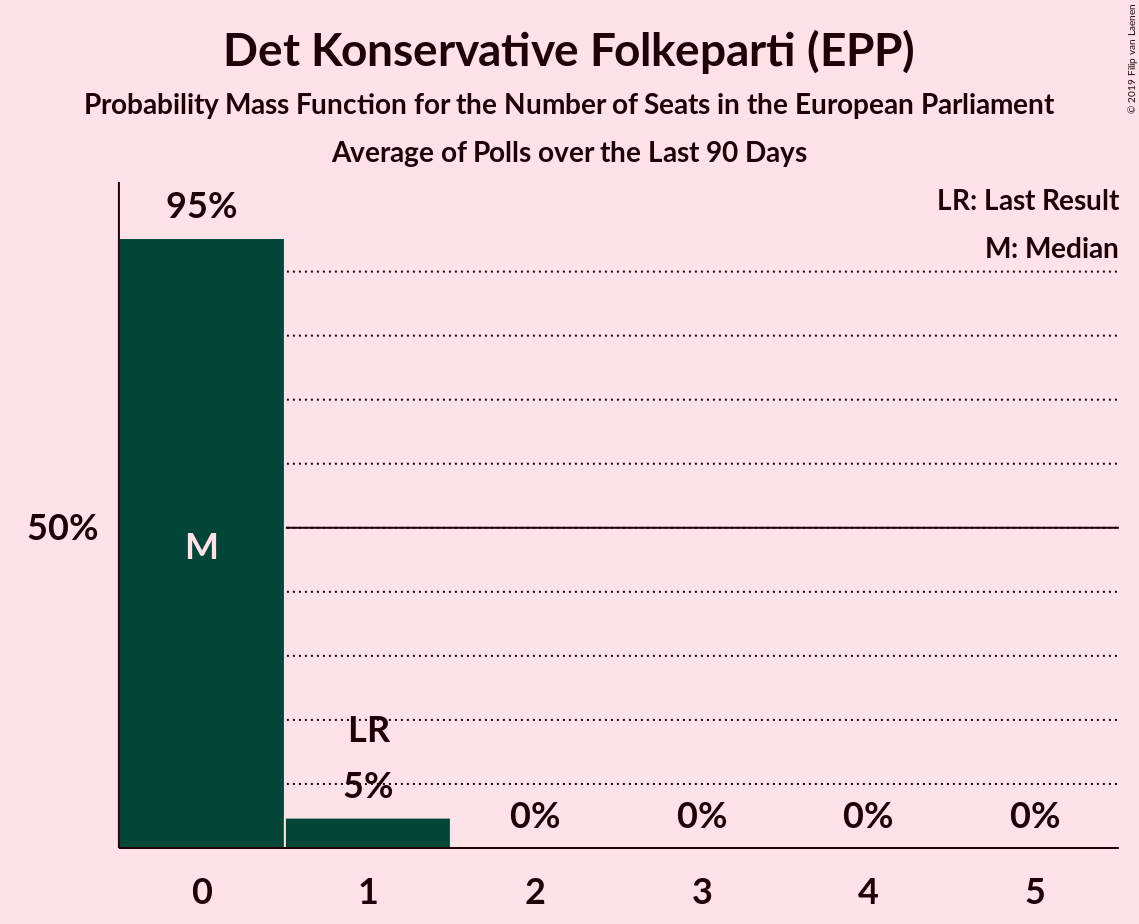 Det Konservative Folkeparti (EPP)
Probability Mass Function for the Number of Seats in the European Parliament
Average of Polls over the Last 90 Days
© 2019 Filip van Laenen
LR: Last Result
M: Median
95%
50%
M
LR
5%
0%
0%
0%
0%
0
1
2
3
4
5